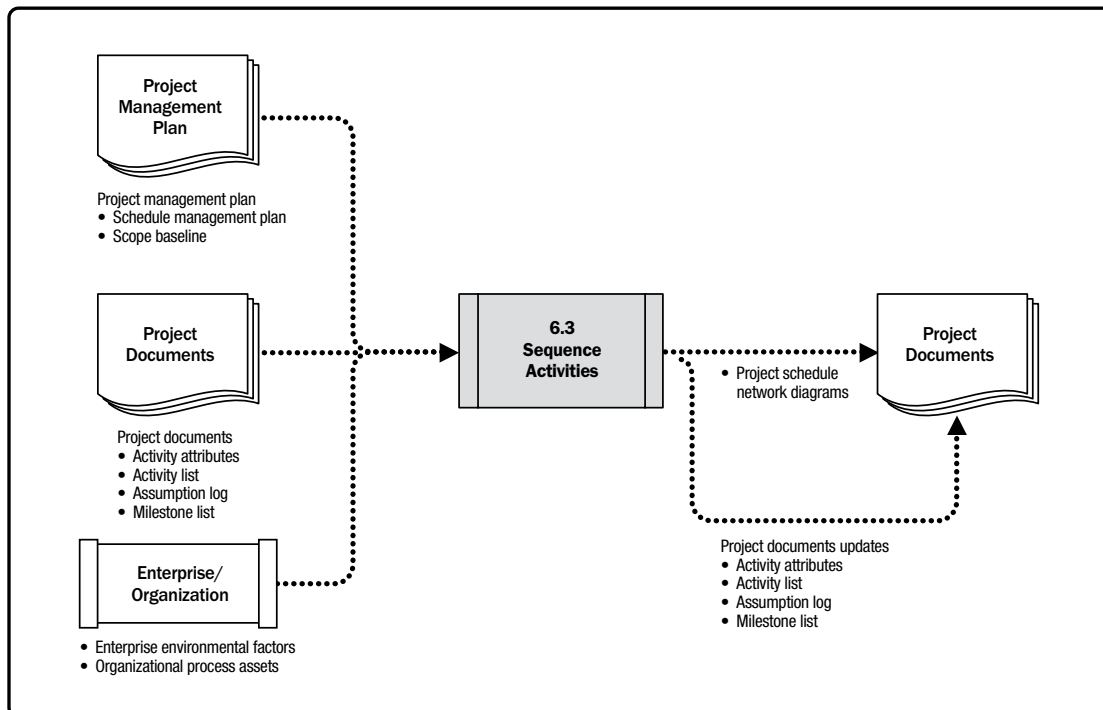 Project
Management
Plan
Project management plan
• Schedule management plan
• Scope baseline
Project
Documents
Project documents
• Activity attributes
• Activity list
• Assumption log
• Milestone list
Enterprise/
Organization
• Enterprise environmental factors
• Organizational process assets
6.3
Sequence
Activities
• Project schedule
network diagrams
Project
Documents
Project documents updates
• Activity attributes
• Activity list
• Assumption log
• Milestone list